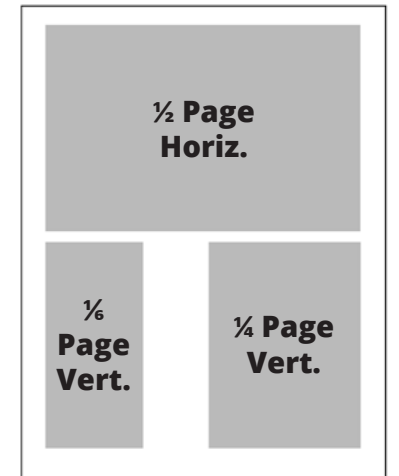 ½ Page
Horiz.
⅙
Page
Vert.
¼ Page
Vert.